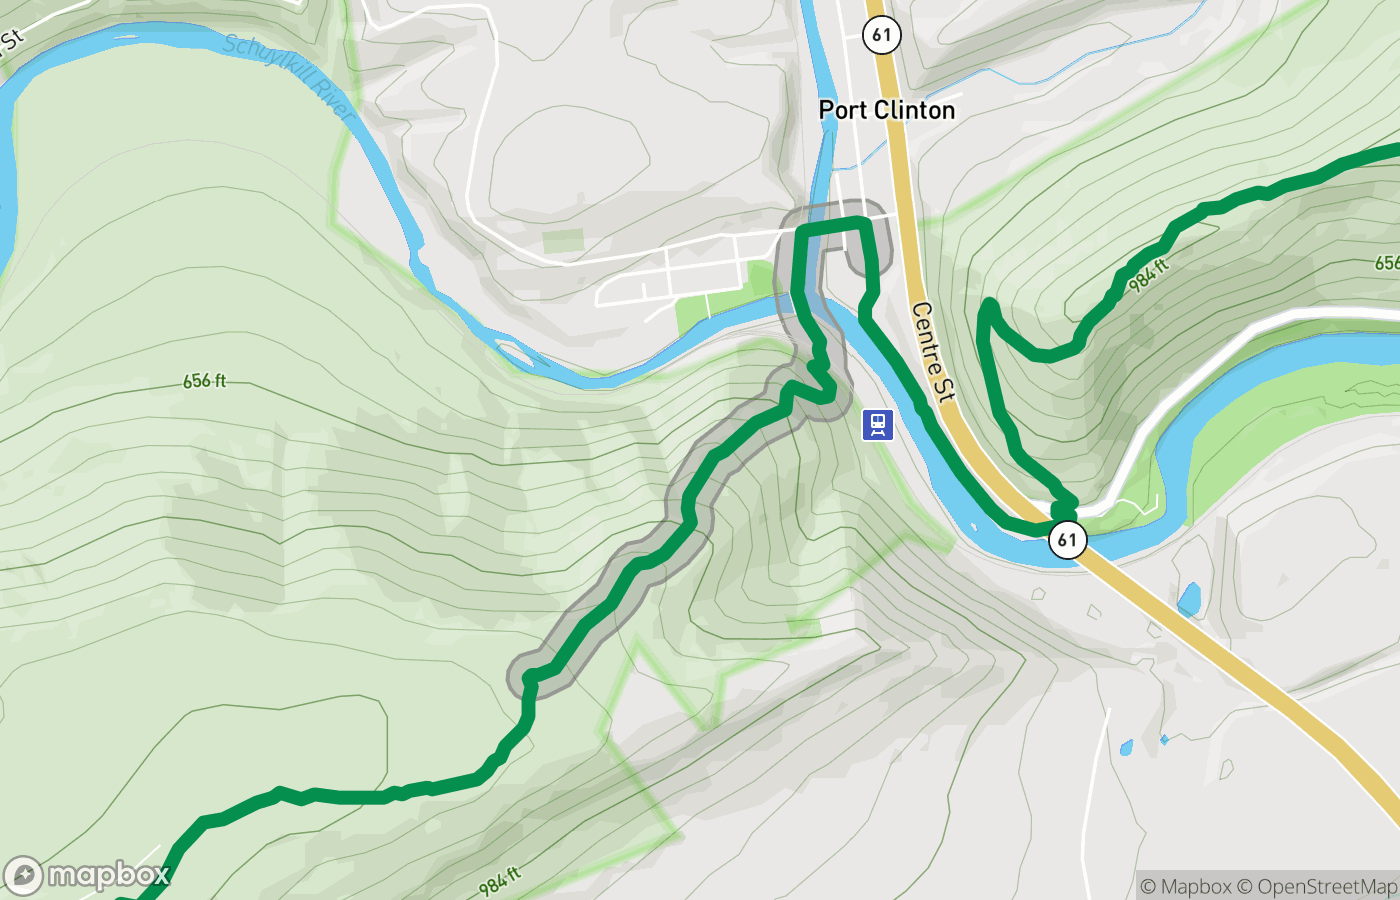 St
Schuylkill River
61
Port Clinton
984 ft
656
656 ft
Centre St
61
984 ft
mapbox
© Mapbox © OpenStreetMap